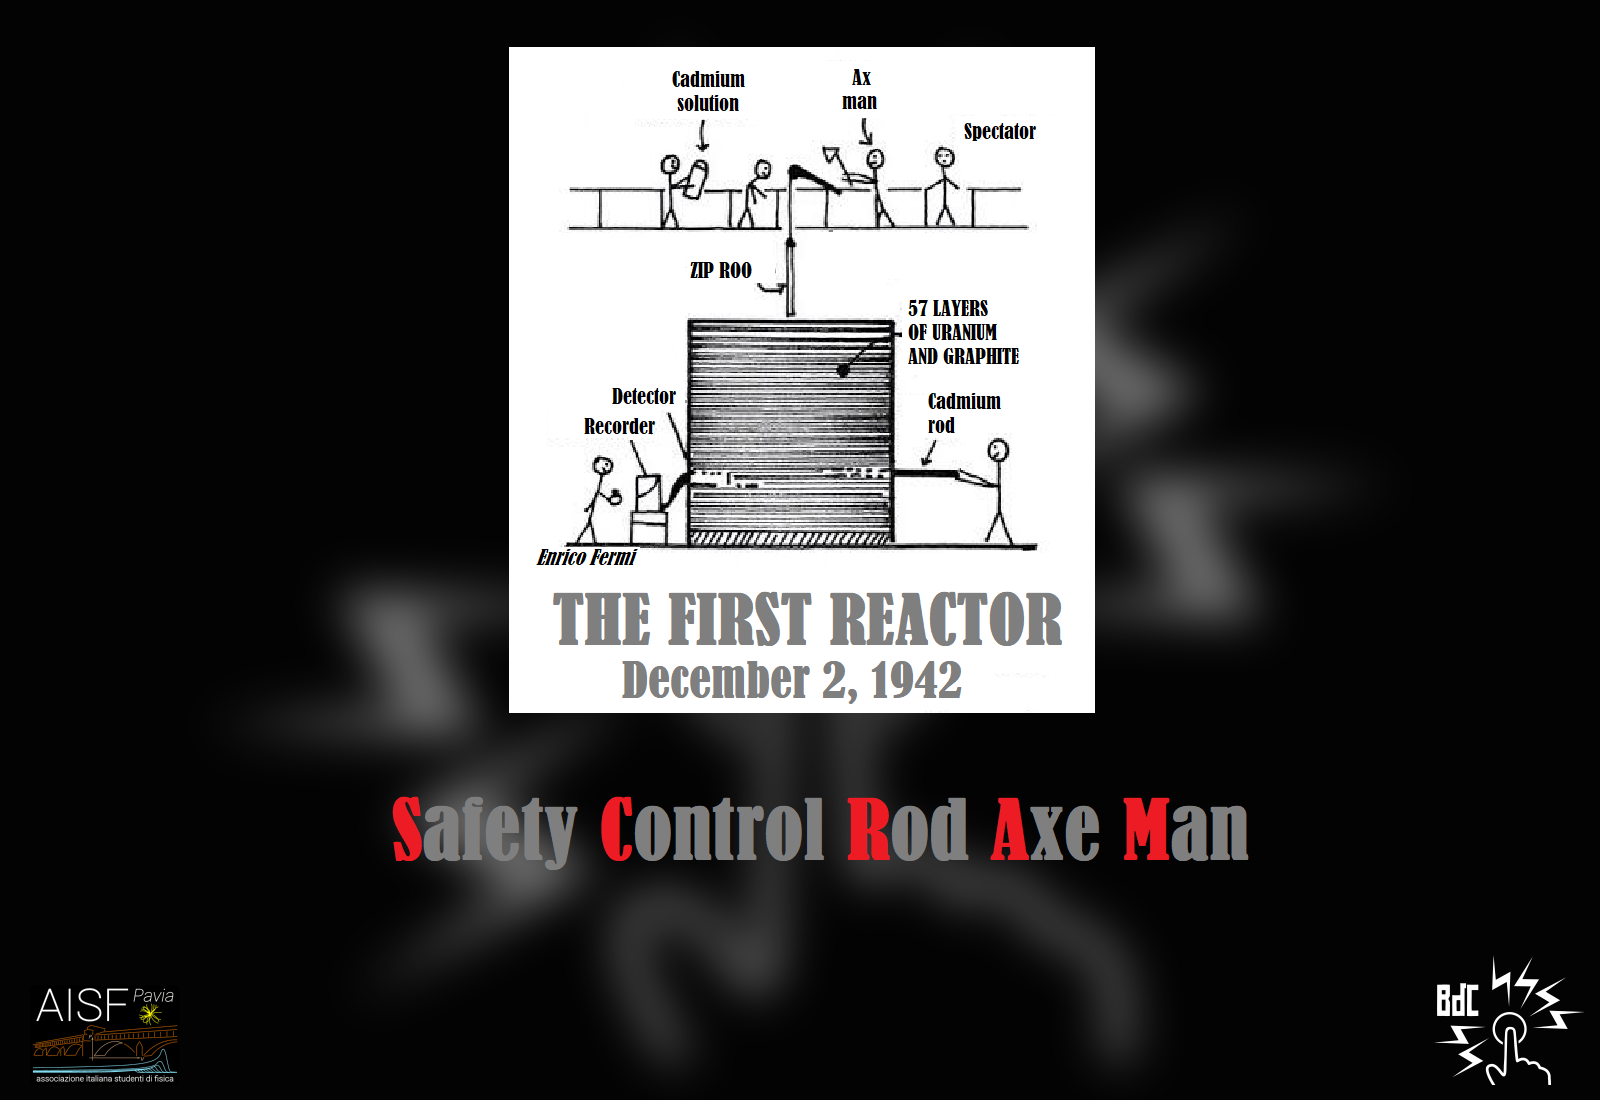 Cadmium
solution
Ax
man
Spectator
ZIP ROO
57 LAYERS
OF URANIUM
AND GRAPHITE
Detector
Recorder
Cadmium
rod
Enrico Fermi
THE FIRST REACTOR
December 2, 1942
Safety Control Rod Axe Man
AISF Pavia
associazione italiana studenti di fisica
BdC